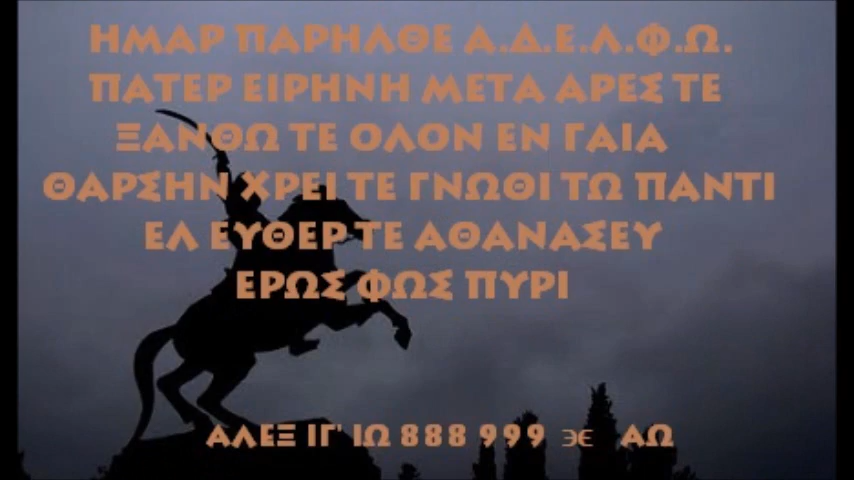 ΗΜΑΡ ΠΑΡΗΛΘΕ Α.Δ.Ε.Λ.Φ.Ω.
ΠΑΤΕΡ ΕΙΡΗΝΗ ΜΕΤΑ ΑΡΕΣ ΤΕ
ΞΑΝΘΩ ΤΕ ΟΛΟΝ ΕΝ ΓΑΙΑ
ΘΑΡΣΗΝ ΧΡΕΙ ΤΕ ΓΝΩΘΙ ΤΩ ΠΑΝΤΙ
ΕΛ ΕΥΘΕΡ ΤΕ ΑΘΑΝΑΣΕΥ
ΕΡΩΣ ΦΩΣ ΠΥΡΙ
ΑΛΕΞ ΙΓ' ΙΩ 888 999 ϶ϵ ΑΩ